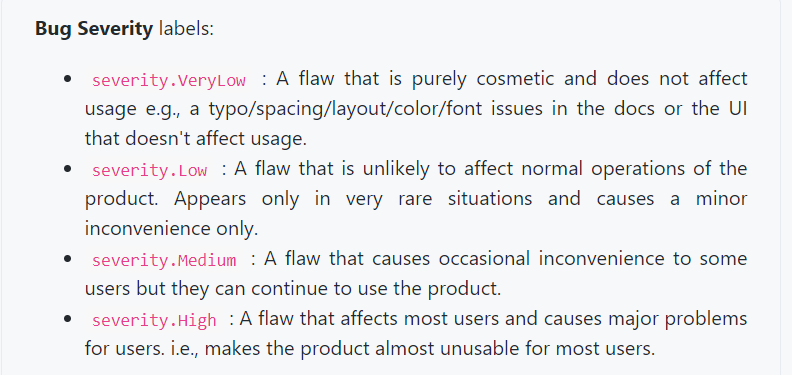 Bug Severity labels:
severity.VeryLow : A flaw that is purely cosmetic and does not affect
usage e.g., a typo/spacing/layout/color/font issues in the docs or the UI
that doesn't affect usage.
severity.Low : A flaw that is unlikely to affect normal operations of the
product. Appears only in very rare situations and causes a minor
inconvenience only.
severity.Medium : A flaw that causes occasional inconvenience to some
users but they can continue to use the product.
severity.High : A flaw that affects most users and causes major problems
for users. i.e., makes the product almost unusable for most users.